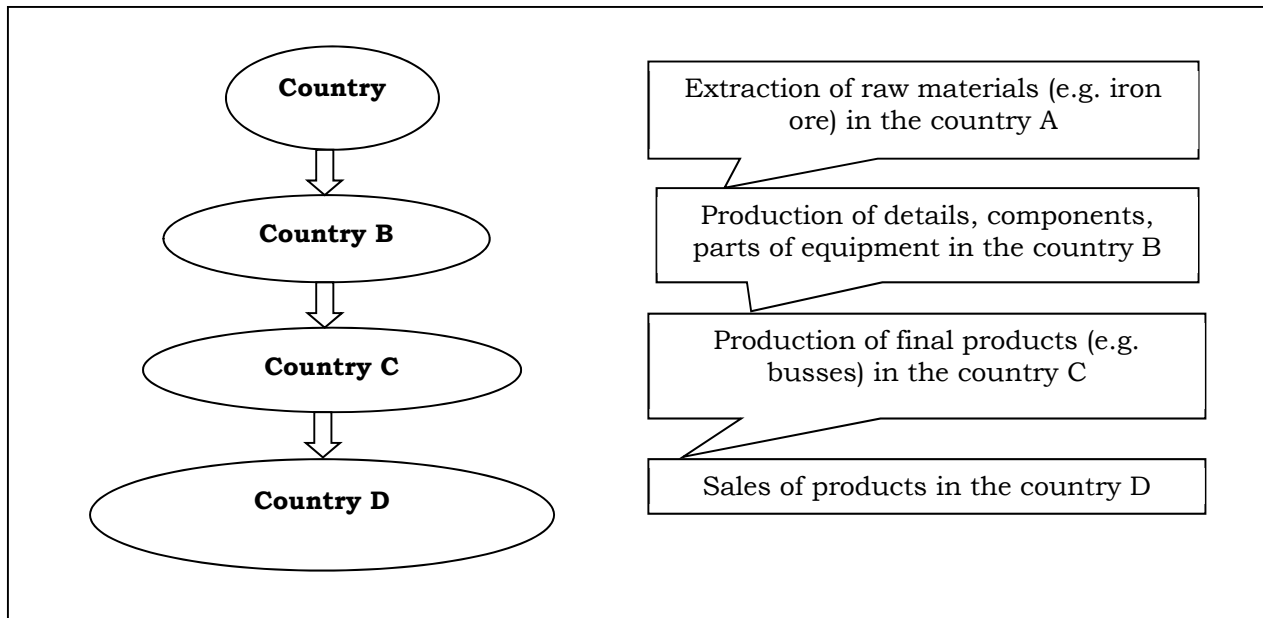 Country
Extraction of raw materials (e.g. iron
ore) in the country A
Country B
Production of details, components,
parts of equipment in the country B
Country C
Production of final products (e.g.
busses) in the country C
Country D
Sales of products in the country D